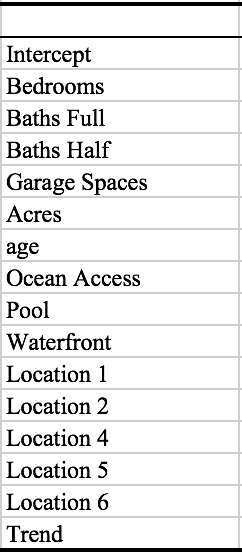 Intercept
Bedrooms
Baths Full
Baths Half
Garage Spaces
Acres
age
Ocean Access
Pool
Waterfront
Location 1
Location 2
Location 4
Location 5
Location 6
Trend